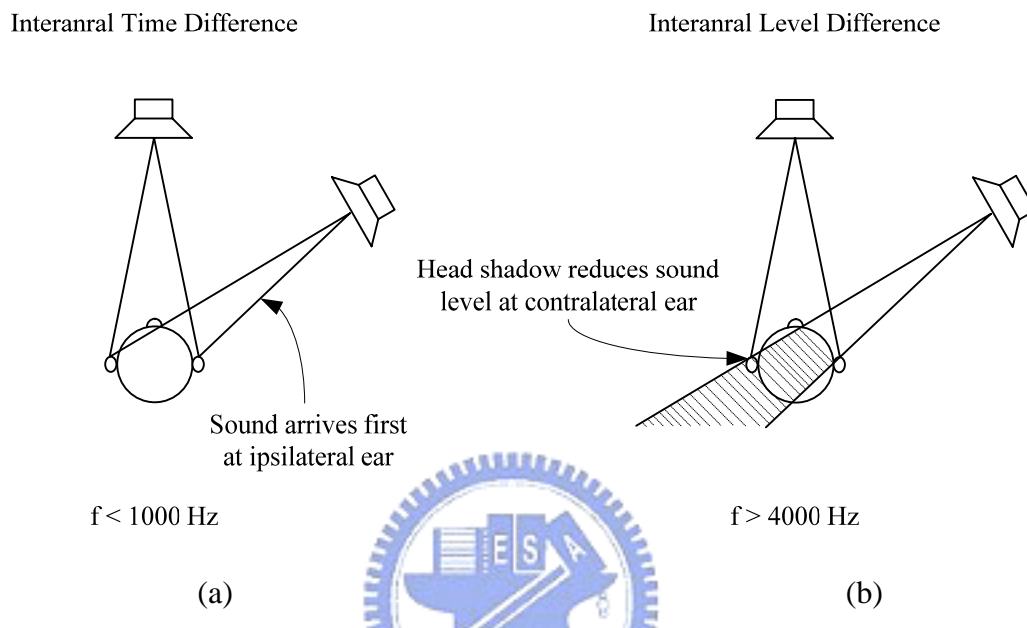 Interanral Time Difference
Interanral Level Difference
Head shadow reduces sound
level at contralateral ear
Sound arrives first
at ipsilateral ear
f < 1000 Hz
f > 4000 Hz
E S A
(a)
(b)